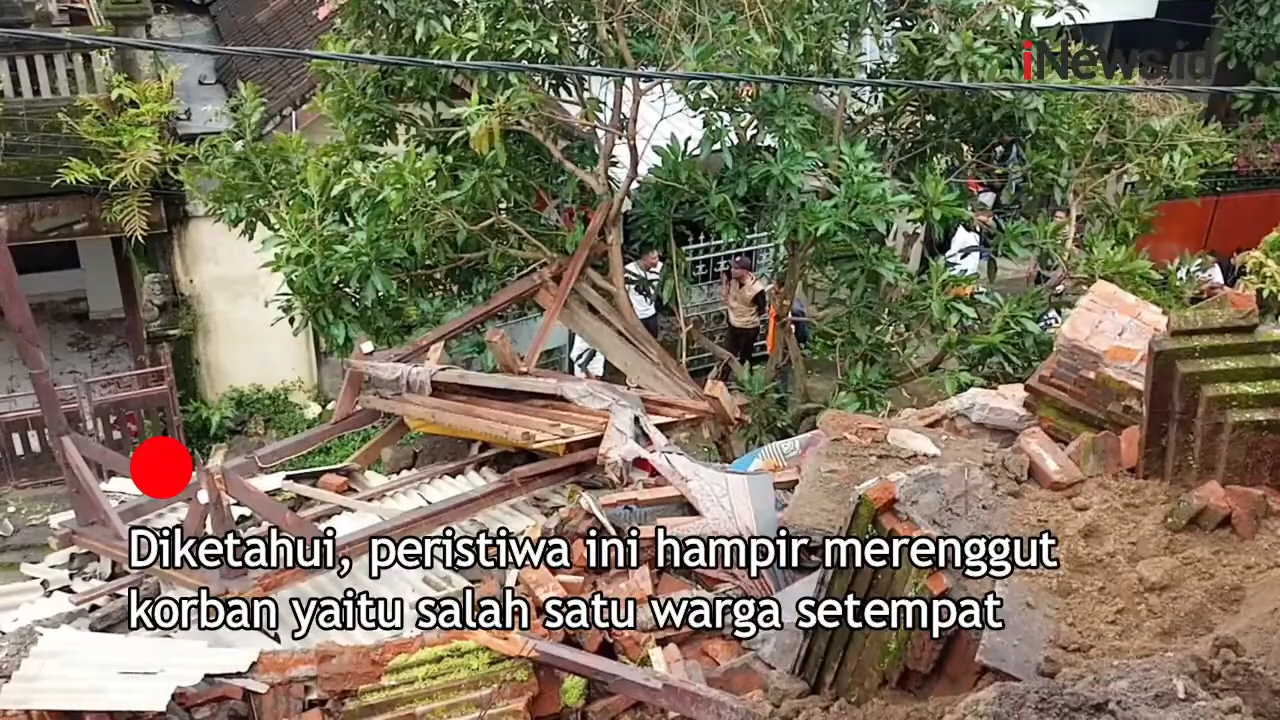 iNews.id
Diketahui, peristiwa ini hampir merenggut
korban yaitu salah satu warga setempat